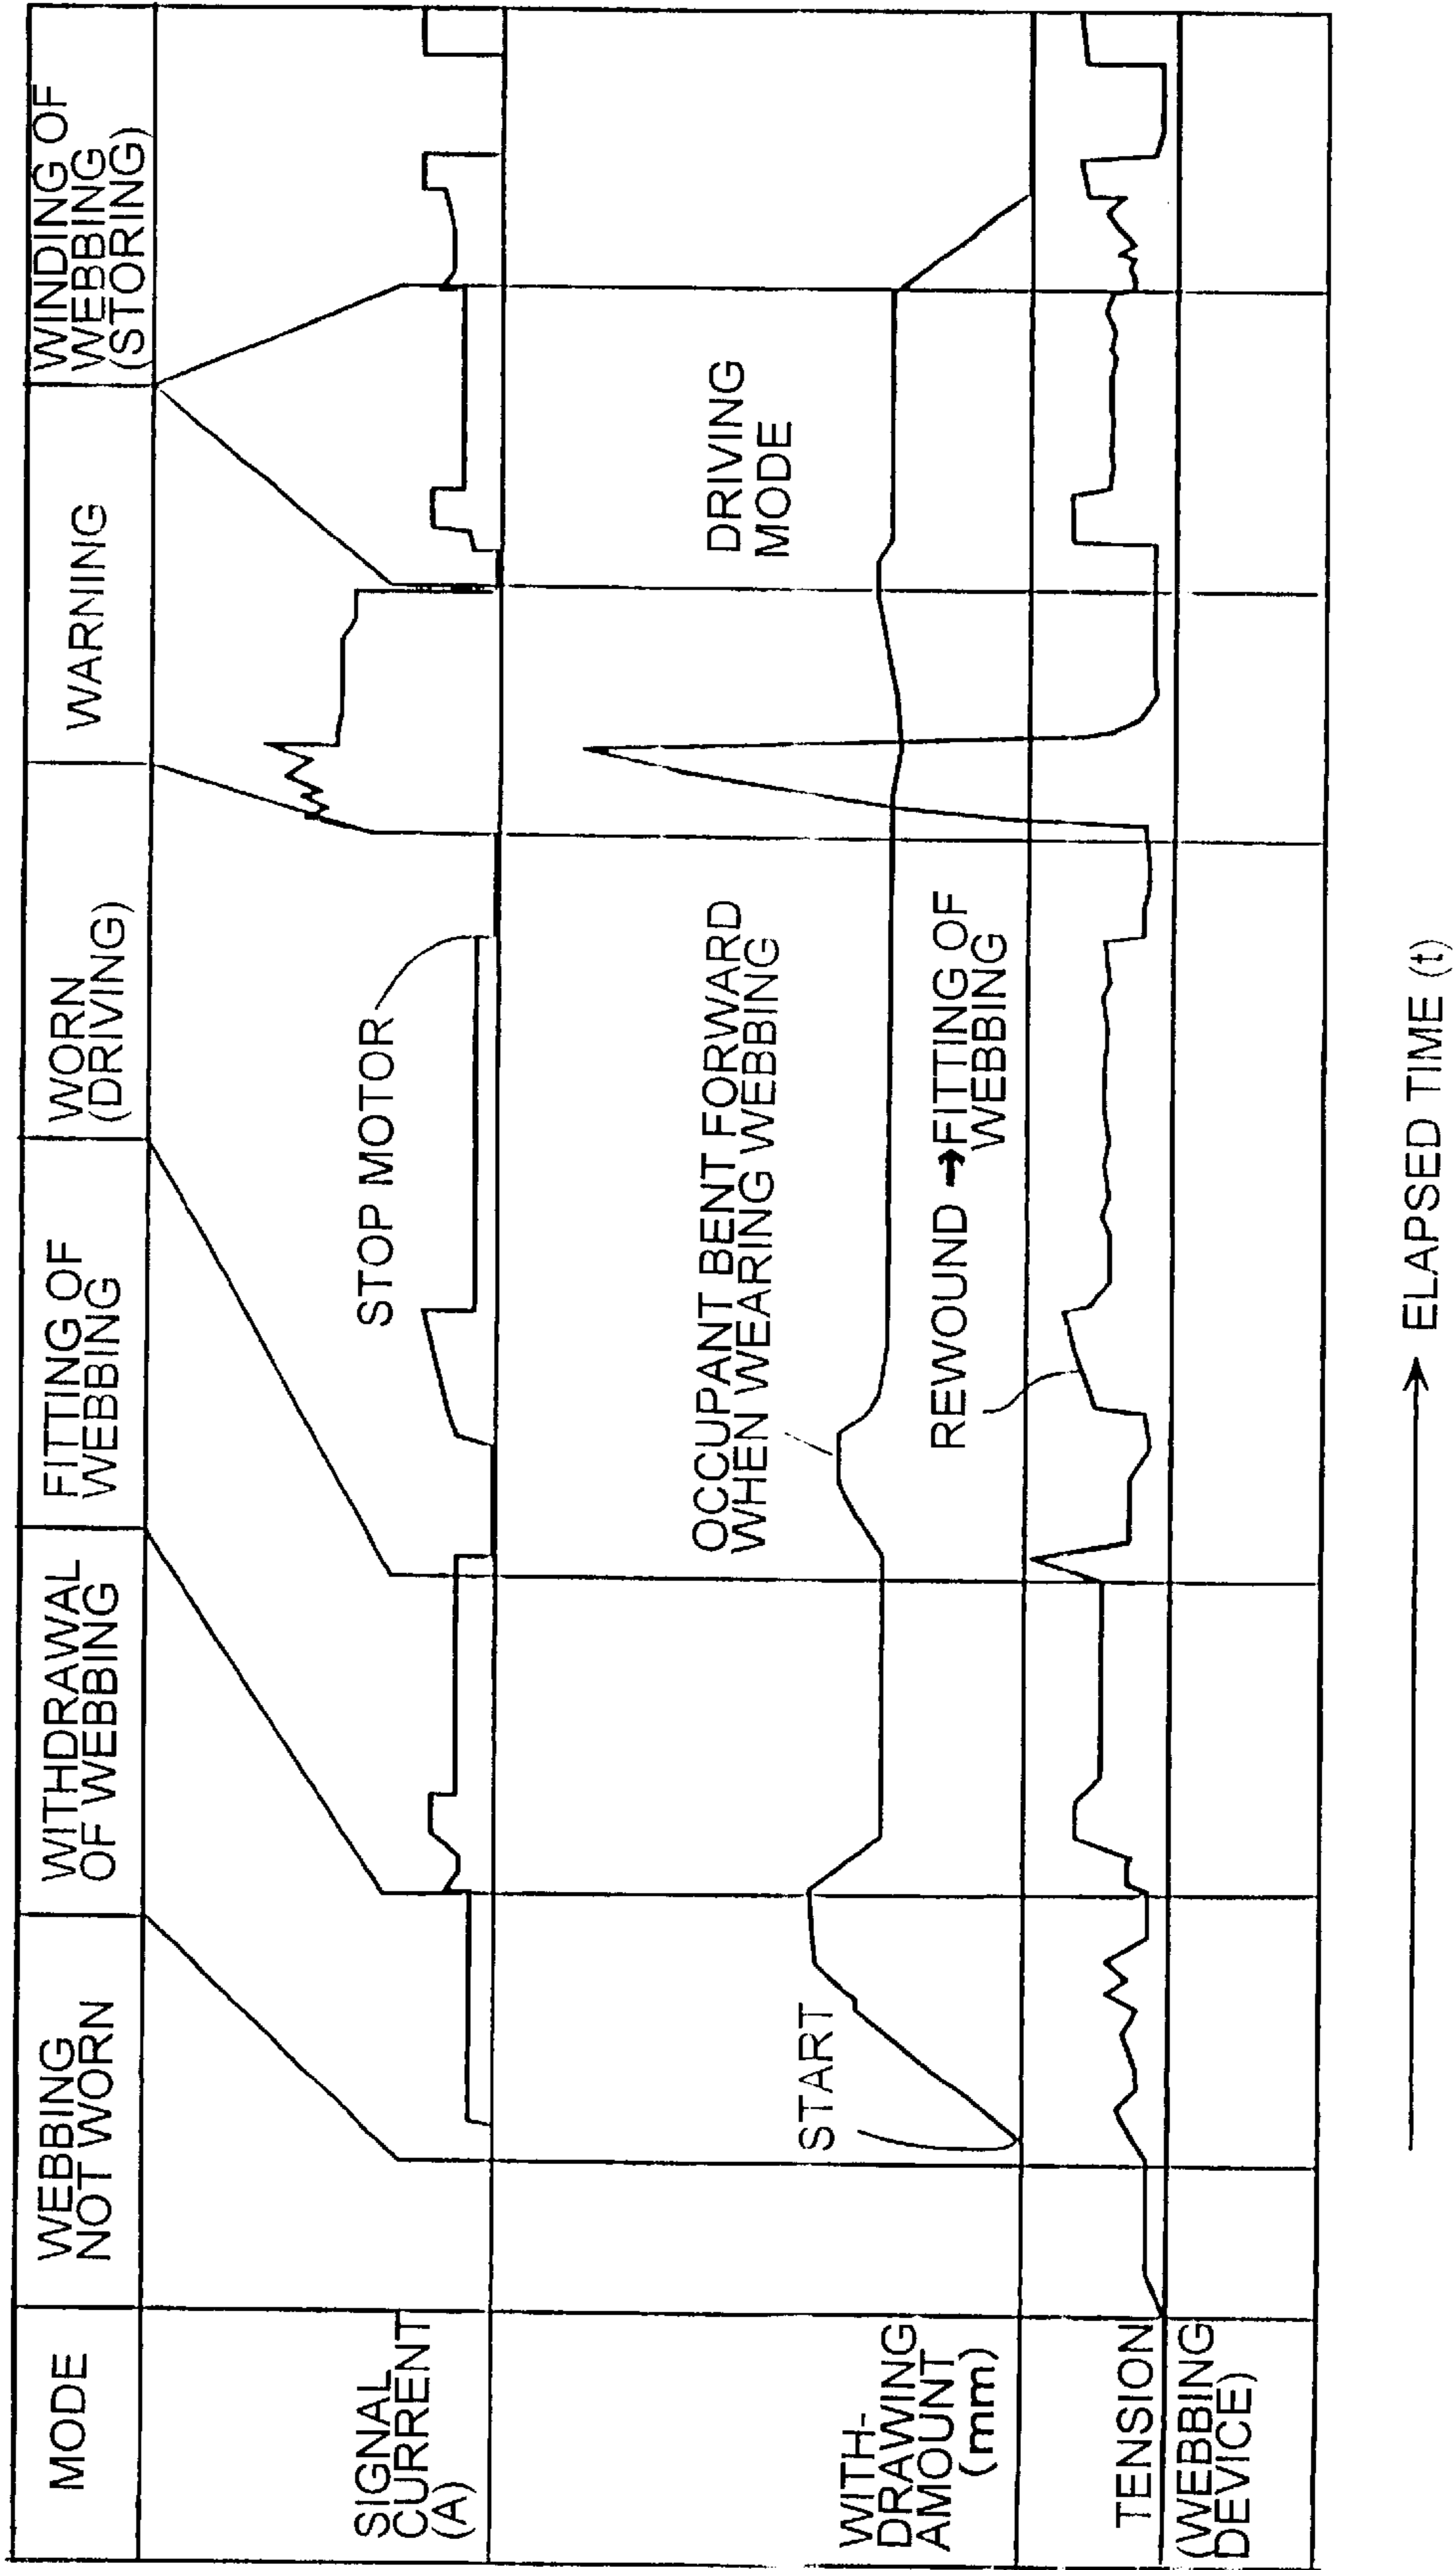 MODE
WEBBING
NOT WORN
WITHDRAWAL
OF WEBBING
FITTING OF
WEBBING
WORN
(DRIVING)
WARNING
WINDING OF
WEBBING
(STORING)
SIGNAL
CURRENT
(A)
STOP MOTOR
WITH-
DRAWING
AMOUNT
(mm)
START
OCCUPANT BENT FORWARD
WHEN WEARING WEBBING
DRIVING
MODE
REWOUND →FITTING OF
WEBBING
TENSION
(WEBBING
DEVICE)
→ ELAPSED TIME (t)